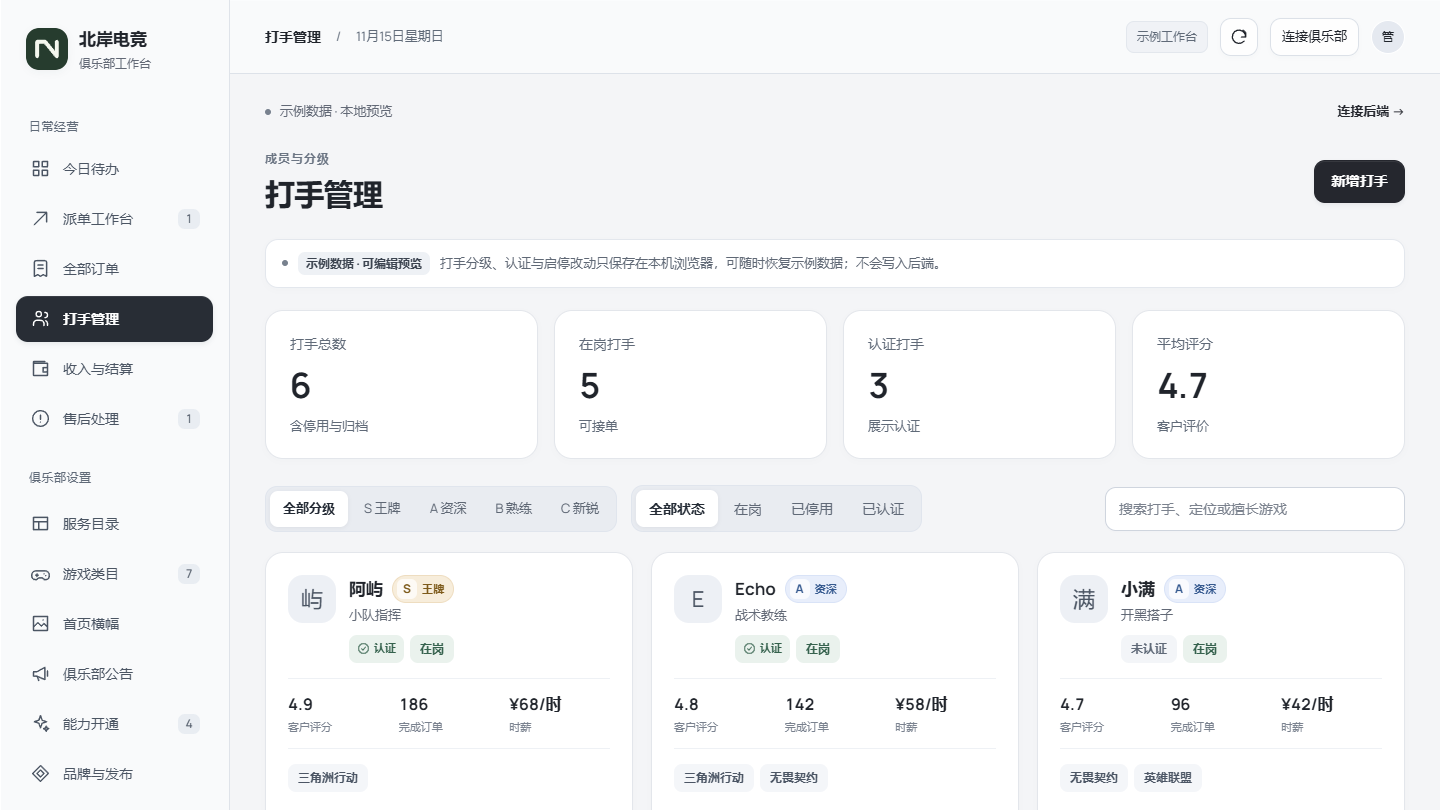 北岸电竞
俱乐部工作台
日常经营
今日待办
派单工作台 1
全部订单
打手管理
收入与结算
售后处理 1
俱乐部设置
服务目录
游戏类目 7
首页横幅
俱乐部公告
能力开通 4
品牌与发布
打手管理 / 11月15日星期日
示例工作台
连接俱乐部
管
示例数据 · 本地预览
连接后端 →
成员与分级
打手管理
新增打手
示例数据 · 可编辑预览 打手分级、认证与启停改动只保存在本机浏览器，可随时恢复示例数据；不会写入后端。
打手总数
6
含停用与归档
在岗打手
5
可接单
认证打手
3
展示认证
平均评分
4.7
客户评价
全部分级 S 王牌 A 资深 B 熟练 C 新锐
全部状态 在岗 已停用 已认证
搜索打手、定位或擅长游戏
屿
阿屿 S 王牌
小队指挥
认证 在岗
4.9 186 ¥68/时
客户评分 完成订单 时薪
三角洲行动
E
Echo A 资深
战术教练
认证 在岗
4.8 142 ¥58/时
客户评分 完成订单 时薪
三角洲行动 无畏契约
满
小满 A 资深
开黑搭子
未认证 在岗
4.7 96 ¥42/时
客户评分 完成订单 时薪
无畏契约 英雄联盟